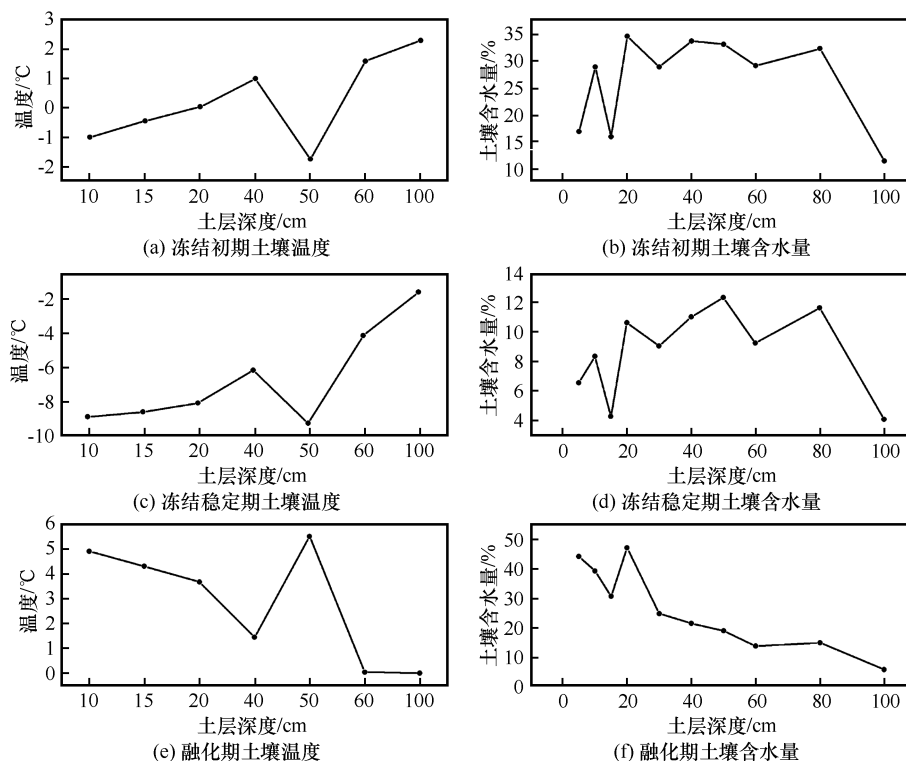 3
2
1
0
-1
-2
温度/℃
10 15 20 40 50 60 100
土层深度/cm
(a) 冻结初期土壤温度
35
30
25
20
15
10
土壤含水量/%
0 20 40 60 80 100
土层深度/cm
(b) 冻结初期土壤含水量
-2
-4
-6
-8
-10
温度/℃
10 15 20 40 50 60 100
土层深度/cm
(c) 冻结稳定期土壤温度
14
12
10
8
6
4
土壤含水量/%
0 20 40 60 80 100
土层深度/cm
(d) 冻结稳定期土壤含水量
6
5
4
3
2
1
0
温度/℃
10 15 20 40 50 60 100
土层深度/cm
(e) 融化期土壤温度
50
40
30
20
10
0
土壤含水量/%
0 20 40 60 80 100
土层深度/cm
(f) 融化期土壤含水量